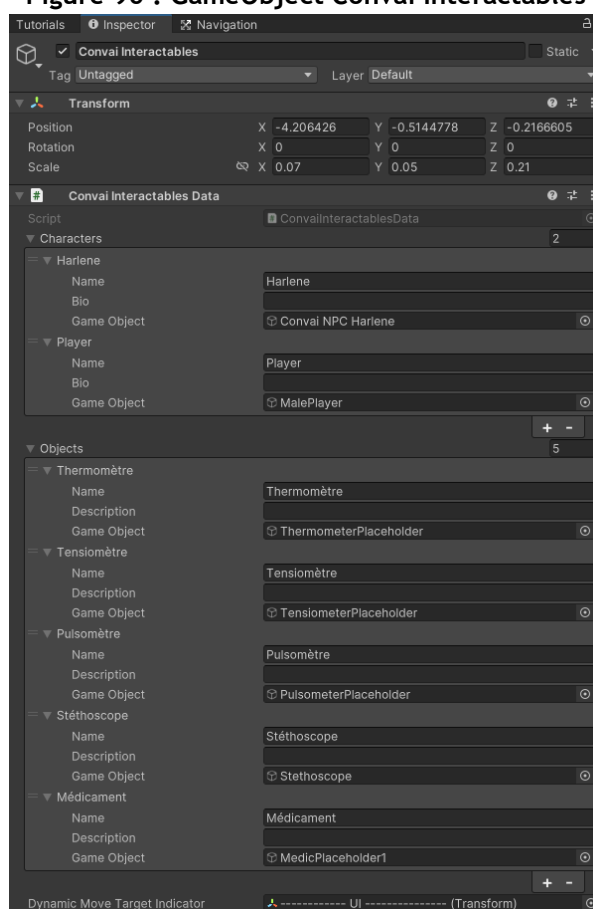 Figure 96 : GameObject Convai Interactables
Tutorials Inspector Navigation
Convai Interactables Static
Tag Untagged Layer Default
Transform
Position X -4.206426 Y -0.5144778 Z -0.2166605
Rotation X 0 Y 0 Z 0
Scale X 0.07 Y 0.05 Z 0.21
# Convai Interactables Data
Script ConvaiInteractablesData
Characters 2
Harlene
Name Harlene
Bio
Game Object Convai NPC Harlene
Player
Name Player
Bio
Game Object MalePlayer
+ -
Objects 5
Thermomètre
Name Thermomètre
Description
Game Object ThermometerPlaceholder
Tensiomètre
Name Tensiomètre
Description
Game Object TensiometerPlaceholder
Pulsomètre
Name Pulsomètre
Description
Game Object PulsometerPlaceholder
Stéthoscope
Name Stéthoscope
Description
Game Object Stethoscope
Médicament
Name Médicament
Description
Game Object MedicPlaceholder1
+ -
Dynamic Move Target Indicator ------------ UI --------------- (Transform)